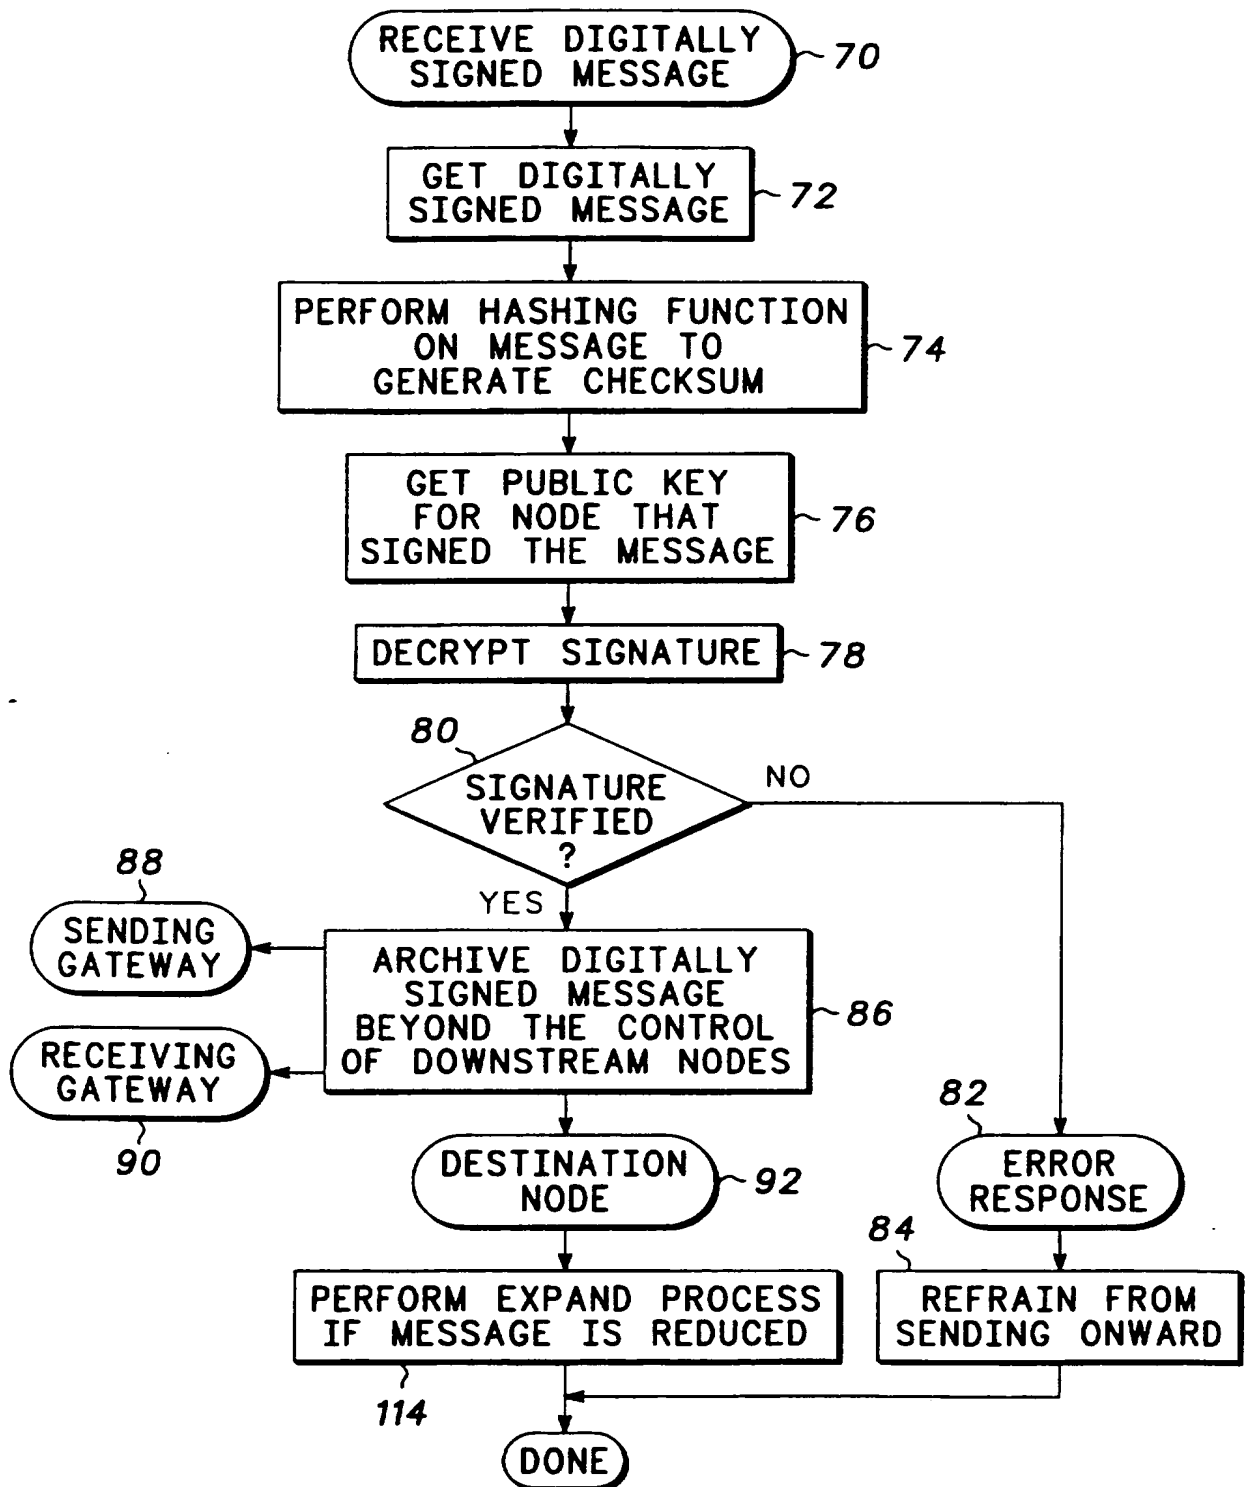 RECEIVE DIGITALLY
SIGNED MESSAGE
70
GET DIGITALLY
SIGNED MESSAGE
72
PERFORM HASHING FUNCTION
ON MESSAGE TO
GENERATE CHECKSUM
74
GET PUBLIC KEY
FOR NODE THAT
SIGNED THE MESSAGE
76
DECRYPT SIGNATURE
78
80
SIGNATURE
VERIFIED
?
NO
YES
88
SENDING
GATEWAY
ARCHIVE DIGITALLY
SIGNED MESSAGE
BEYOND THE CONTROL
OF DOWNSTREAM NODES
86
RECEIVING
GATEWAY
90
DESTINATION
NODE
92
82
ERROR
RESPONSE
84
PERFORM EXPAND PROCESS
IF MESSAGE IS REDUCED
114
REFRAIN FROM
SENDING ONWARD
DONE